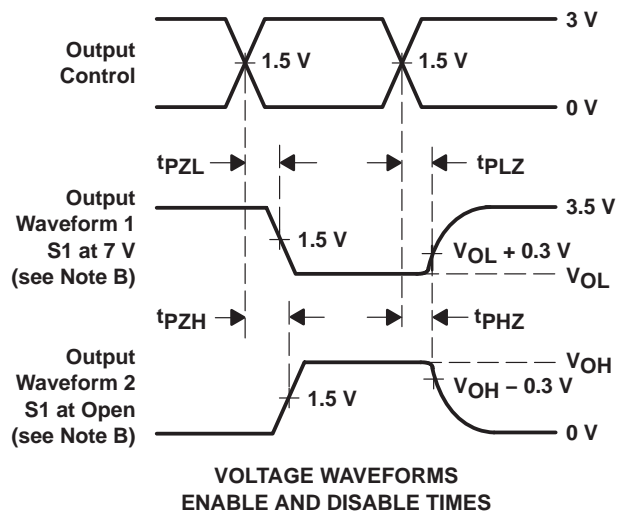 3 V
Output
Control
1.5 V
1.5 V
0 V
tPZL
tPLZ
Output
Waveform 1
S1 at 7 V
(see Note B)
3.5 V
1.5 V
VOL + 0.3 V
VOL
tPZH
tPHZ
Output
Waveform 2
S1 at Open
(see Note B)
VOH
VOH – 0.3 V
1.5 V
0 V
VOLTAGE WAVEFORMS
ENABLE AND DISABLE TIMES